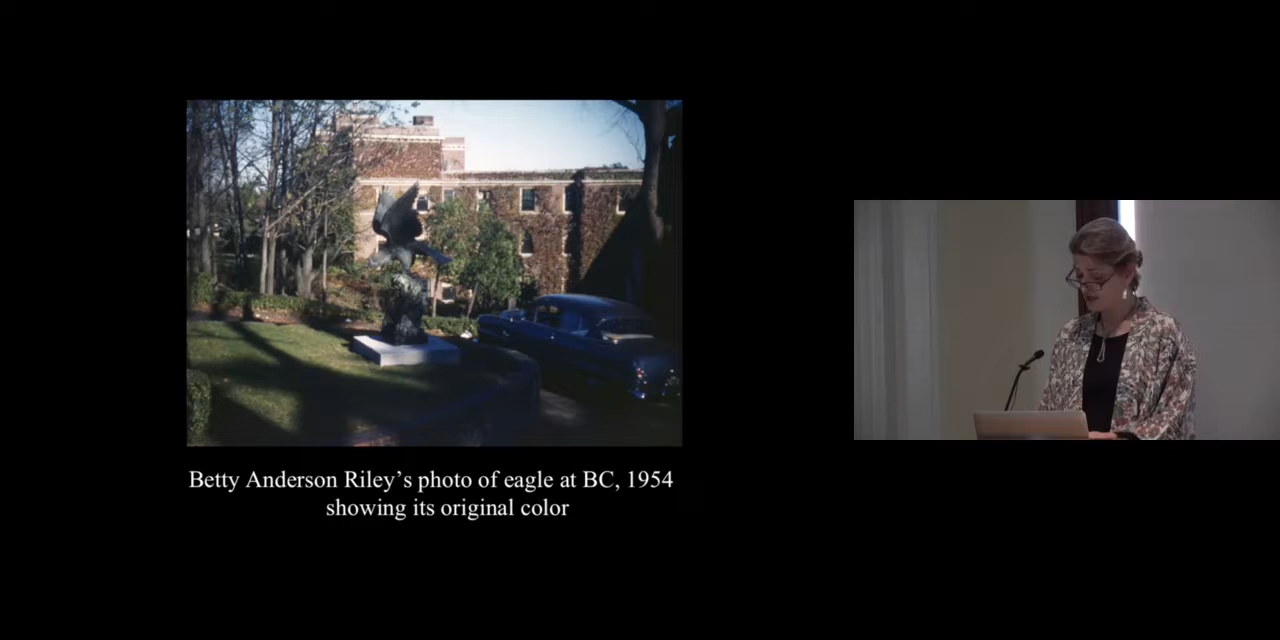 Betty Anderson Riley’s photo of eagle at BC, 1954
showing its original color